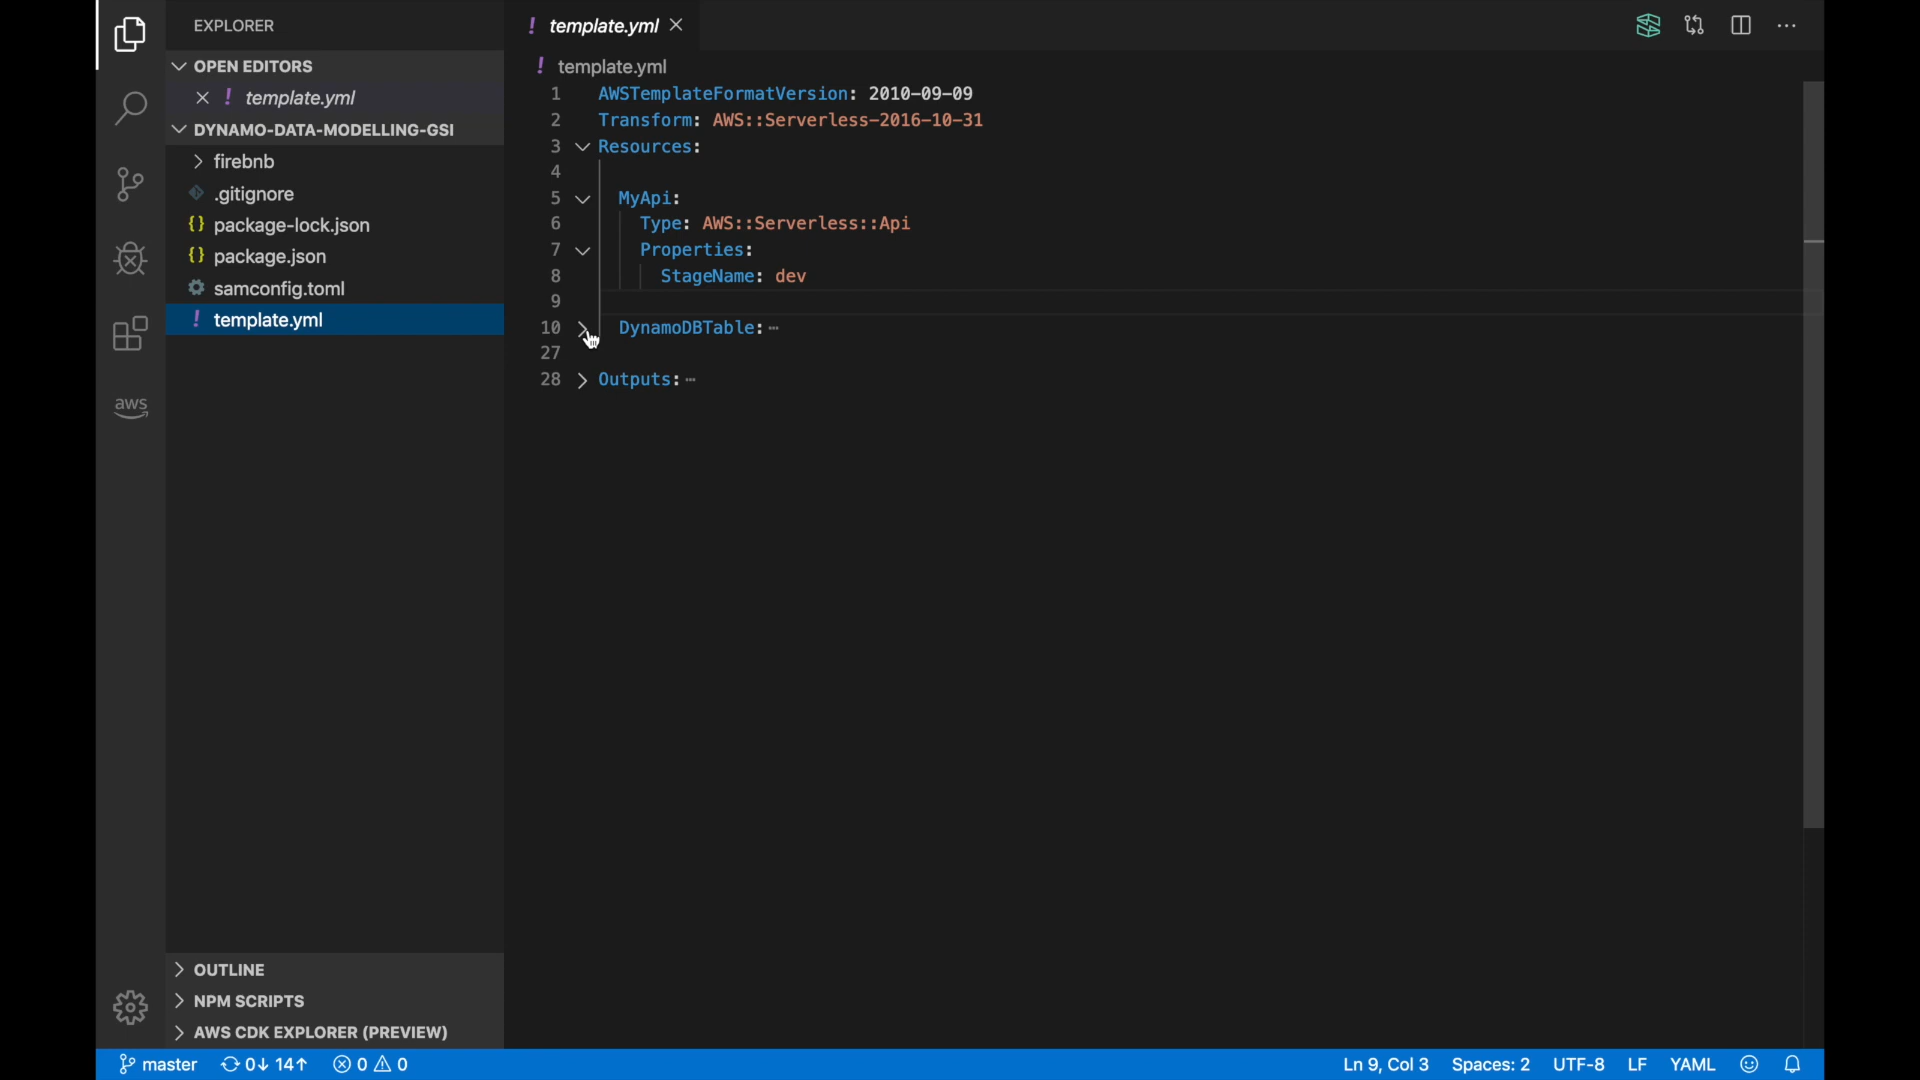 EXPLORER
OPEN EDITORS
! template.yml
DYNAMO-DATA-MODELLING-GSI
firebnb
.gitignore
{} package-lock.json
{} package.json
samconfig.toml
! template.yml
aws
OUTLINE
NPM SCRIPTS
AWS CDK EXPLORER (PREVIEW)
! template.yml
! template.yml
1 AWSTemplateFormatVersion: 2010-09-09
2 Transform: AWS::Serverless-2016-10-31
3 Resources:
4
5 MyApi:
6 Type: AWS::Serverless::Api
7 Properties:
8 StageName: dev
9
10 DynamoDBTable:⋯
27
28 Outputs:⋯
master 0↓ 14↑ 0 0 Ln 9, Col 3 Spaces: 2 UTF-8 LF YAML